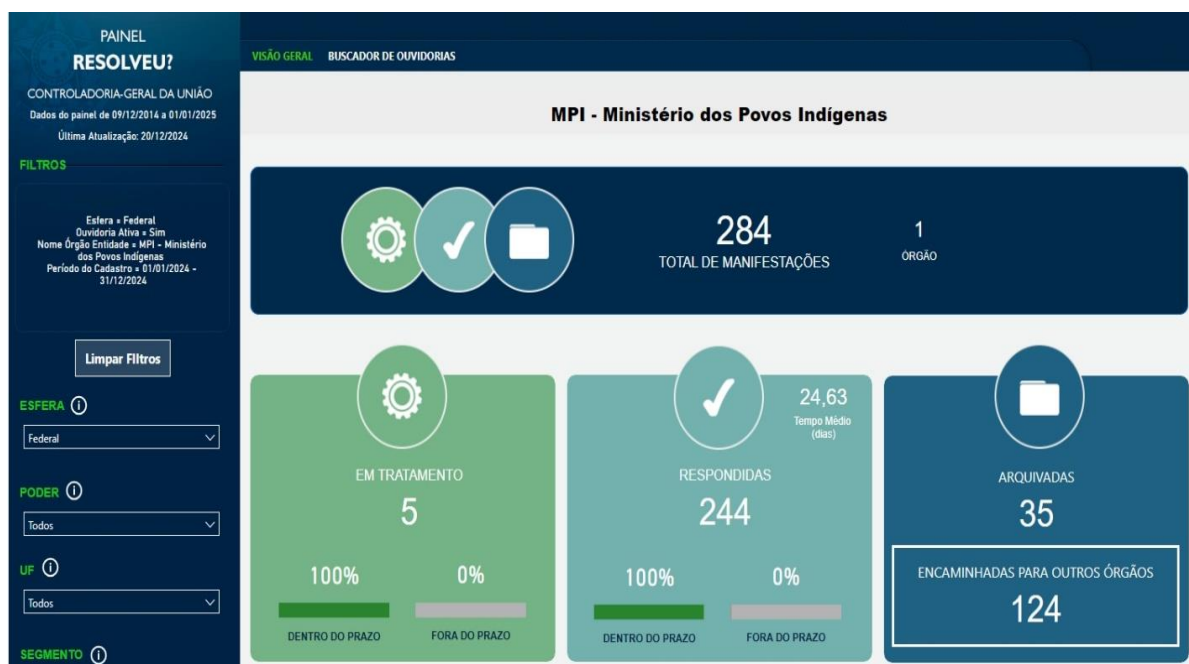 PAINEL
RESOLVEU?
CONTROLADORIA-GERAL DA UNIÃO
Dados do painel de 09/12/2014 a 01/01/2025
Última Atualização: 20/12/2024
FILTROS
Esfera = Federal
Ouvidoria Ativa = Sim
Nome Órgão Entidade = MPI - Ministério
dos Povos Indígenas
Período do Cadastro = 01/01/2024 -
31/12/2024
Limpar FIltros
ESFERA
Federal
PODER
Todos
UF
Todos
SEGMENTO
VISÃO GERAL BUSCADOR DE OUVIDORIAS
MPI - Ministério dos Povos Indígenas
284
TOTAL DE MANIFESTAÇÕES
1
ÓRGÃO
EM TRATAMENTO
5
100% 0%
DENTRO DO PRAZO FORA DO PRAZO
24,63
Tempo Médio
(dias)
RESPONDIDAS
244
100% 0%
DENTRO DO PRAZO FORA DO PRAZO
ARQUIVADAS
35
ENCAMINHADAS PARA OUTROS ÓRGÃOS
124